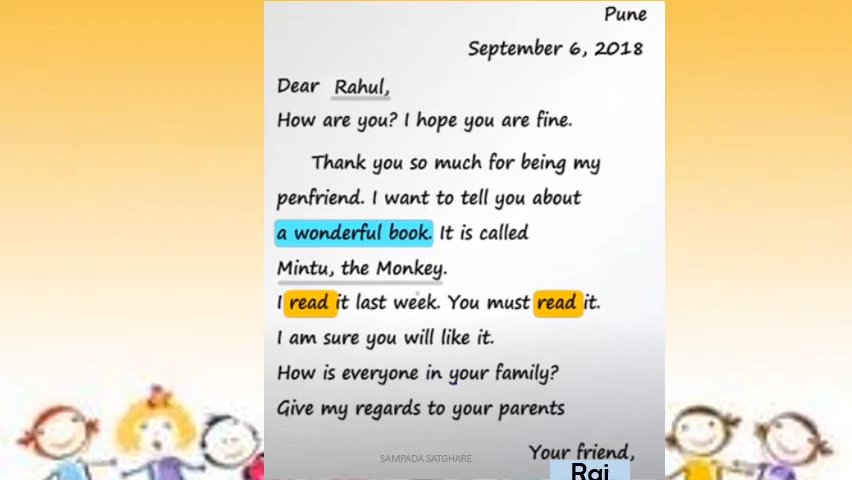 Pune
September 6, 2018
Dear Rahul,
How are you? I hope you are fine.
Thank you so much for being my
penfriend. I want to tell you about
a wonderful book. It is called
Mintu, the Monkey.
I read it last week. You must read it.
I am sure you will like it.
How is everyone in your family?
Give my regards to your parents
Your friend,
SAMPADA SATGHARE
Raj